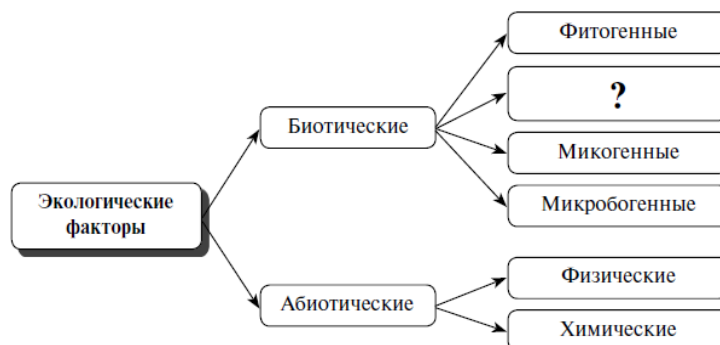 Экологические
факторы
Биотические
Фитогенные
?
Микогенные
Микробогенные
Абиотические
Физические
Химические